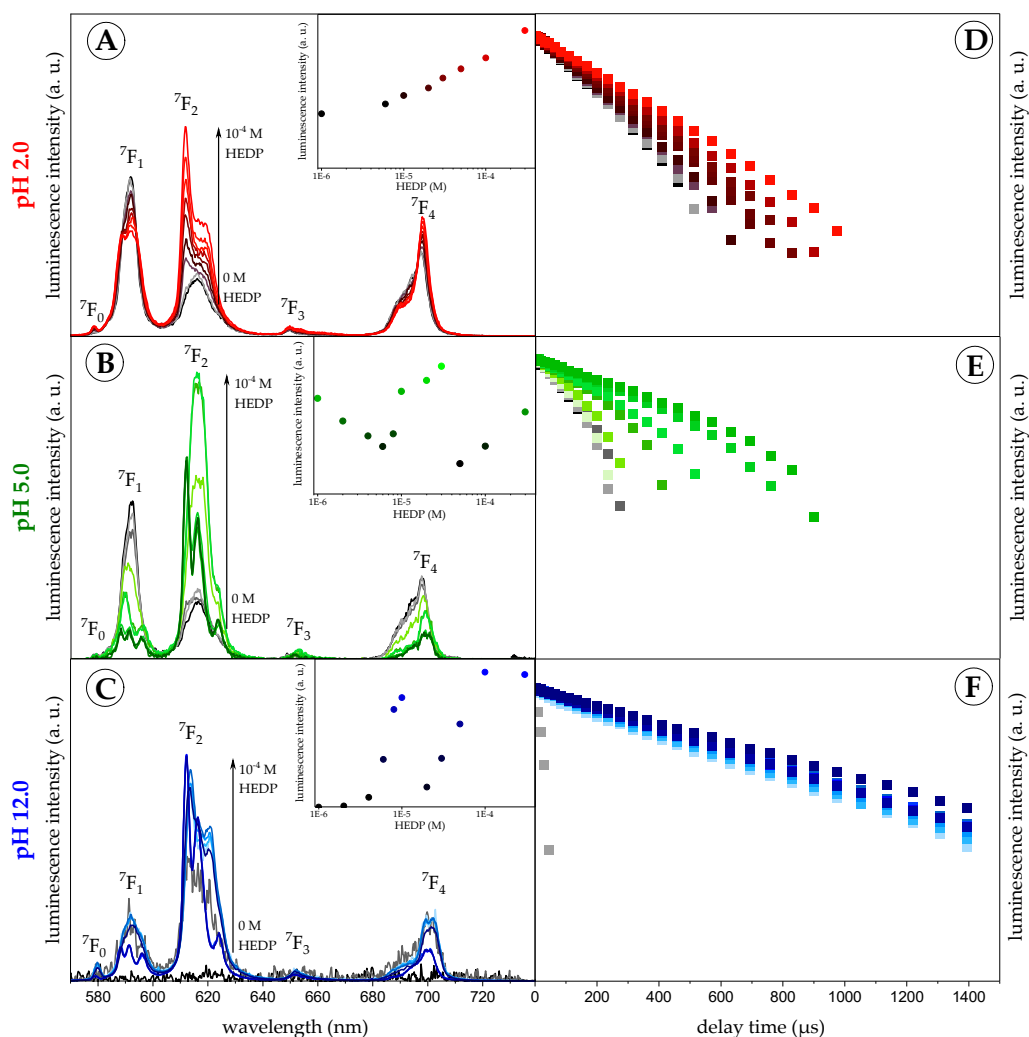 A
luminescence intensity (a. u.)
pH 2.0
⁷F₀
⁷F₁
⁷F₂
10⁻⁴ M
HEDP
0 M
HEDP
⁷F₃
⁷F₄
luminescence intensity (a. u.)
1E-6 1E-5 1E-4
HEDP (M)
D
luminescence intensity (a. u.)
B
luminescence intensity (a. u.)
pH 5.0
⁷F₀
⁷F₁
⁷F₂
10⁻⁴ M
HEDP
0 M
HEDP
⁷F₃
⁷F₄
luminescence intensity (a. u.)
1E-6 1E-5 1E-4
HEDP (M)
E
luminescence intensity (a. u.)
C
luminescence intensity (a. u.)
pH 12.0
⁷F₀
⁷F₁
⁷F₂
10⁻⁴ M
HEDP
0 M
HEDP
⁷F₃
⁷F₄
luminescence intensity (a. u.)
1E-6 1E-5 1E-4
HEDP (M)
F
luminescence intensity (a. u.)
580 600 620 640 660 680 700 720
wavelength (nm)
0 200 400 600 800 1000 1200 1400
delay time (µs)